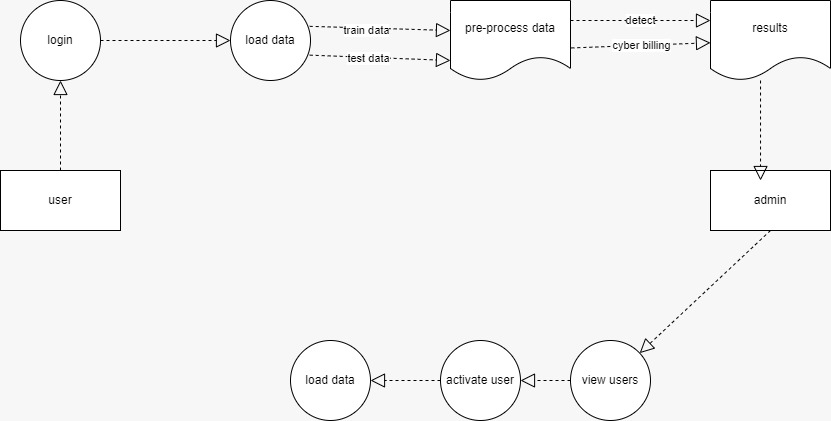 login
load data
train data
test data
pre-process data
detect
cyber billing
results
user
admin
load data
activate user
view users